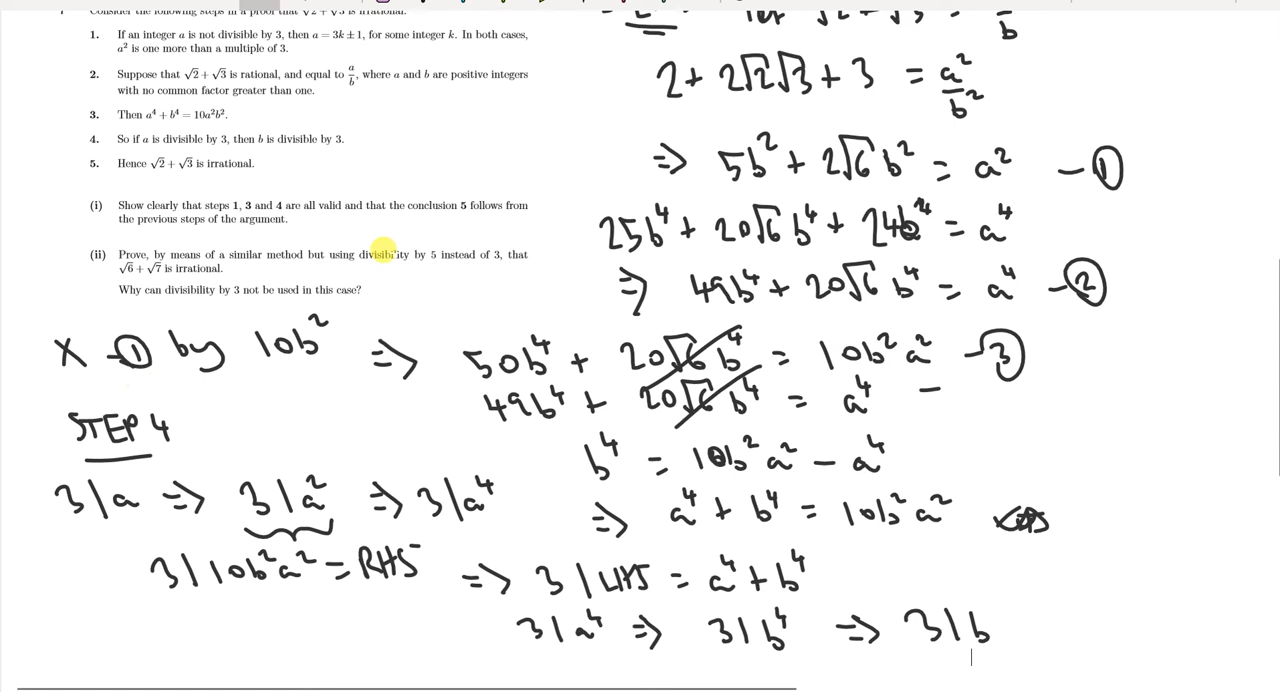 Consider the following steps in a proof that √2 + √3 is irrational.
1. If an integer a is not divisible by 3, then a = 3k ± 1, for some integer k. In both cases,
a² is one more than a multiple of 3.
2. Suppose that √2 + √3 is rational, and equal to a/b, where a and b are positive integers
with no common factor greater than one.
3. Then a⁴ + b⁴ = 10a²b².
4. So if a is divisible by 3, then b is divisible by 3.
5. Hence √2 + √3 is irrational.
(i) Show clearly that steps 1, 3 and 4 are all valid and that the conclusion 5 follows from
the previous steps of the argument.
(ii) Prove, by means of a similar method but using divisibility by 5 instead of 3, that
√6 + √7 is irrational.
Why can divisibility by 3 not be used in this case?
2 + 2√2√3 + 3 = a²/b²
⇒ 5b² + 2√6 b² = a² – ①
25b⁴ + 20√6 b⁴ + 24b⁴ = a⁴
⇒ 49b⁴ + 20√6 b⁴ = a⁴ – ②
X – ① by 10b² ⇒ 50b⁴ + 20√6 b⁴ = 10b²a² – ③
49b⁴ + 20√6 b⁴ = a⁴ –
b⁴ = 10b²a² – a⁴
⇒ a⁴ + b⁴ = 10b²a²
STEP 4
3|a ⇒ 3|a² ⇒ 3|a⁴
3|10b²a² = RHS ⇒ 3|LHS = a⁴ + b⁴
3|a⁴ ⇒ 3|b⁴ ⇒ 3|b